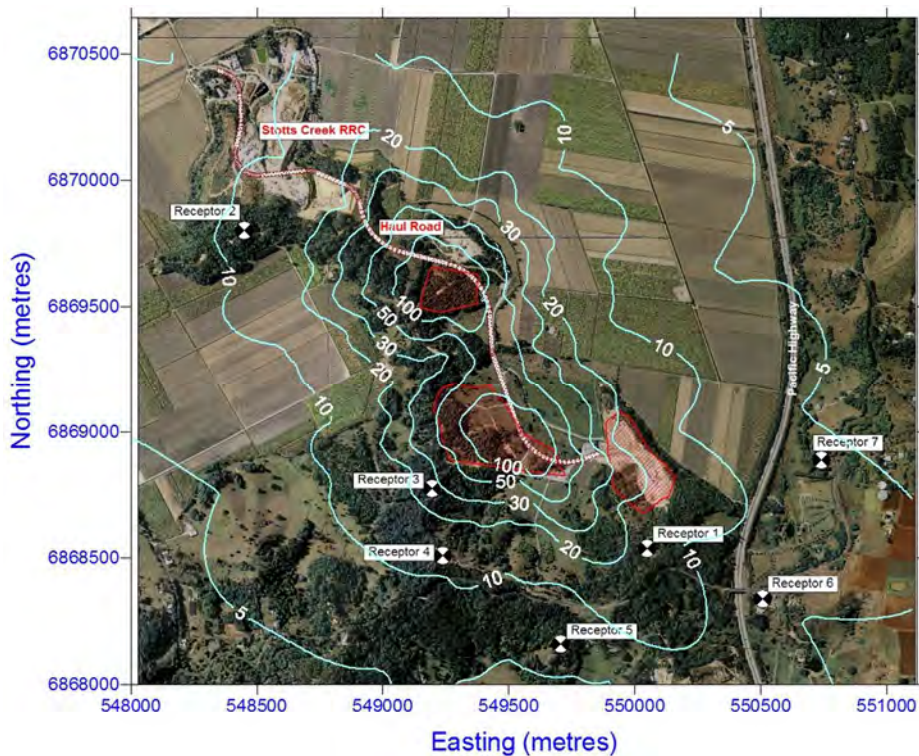 6870500
6870000
6869500
6869000
6868500
6868000
Northing (metres)
548000
548500
549000
549500
550000
550500
551000
Easting (metres)
Stotts Creek RRC
Haul Road
Pacific Highway
Receptor 2
Receptor 3
Receptor 4
Receptor 5
Receptor 1
Receptor 6
Receptor 7
20
10
5
30
20
10
100
50
30
20
10
10
5
100
50
30
20
10
10
5